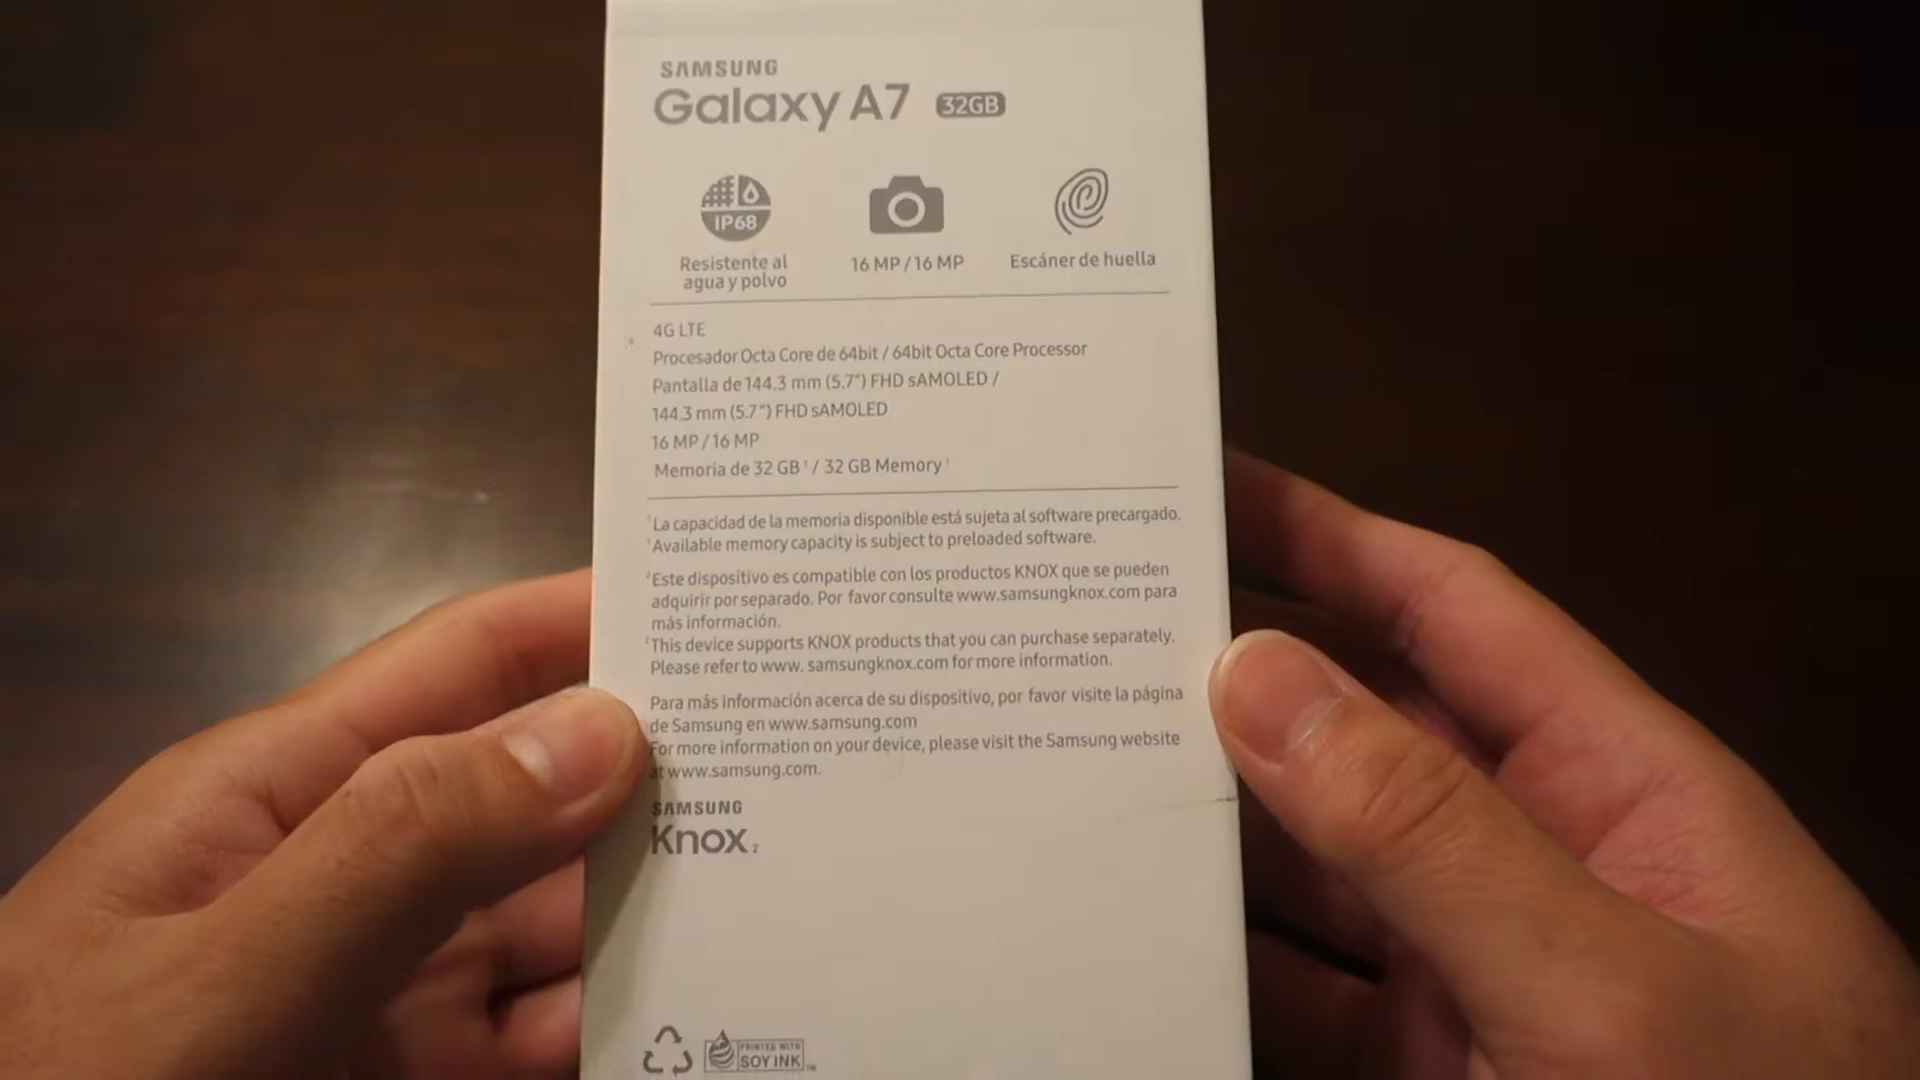 SAMSUNG
Galaxy A7 32GB
IP68
Resistente al
agua y polvo
16 MP / 16 MP
Escáner de huella
4G LTE
Procesador Octa Core de 64bit / 64bit Octa Core Processor
Pantalla de 144.3 mm (5.7") FHD sAMOLED /
144.3 mm (5.7") FHD sAMOLED
16 MP / 16 MP
Memoria de 32 GB ¹ / 32 GB Memory ¹
¹La capacidad de la memoria disponible está sujeta al software precargado.
¹Available memory capacity is subject to preloaded software.
²Este dispositivo es compatible con los productos KNOX que se pueden
adquirir por separado. Por favor consulte www.samsungknox.com para
más información.
²This device supports KNOX products that you can purchase separately.
Please refer to www. samsungknox.com for more information.
Para más información acerca de su dispositivo, por favor visite la página
de Samsung en www.samsung.com
For more information on your device, please visit the Samsung website
at www.samsung.com.
SAMSUNG
Knox ₂
PRINTED WITH
SOY INK™